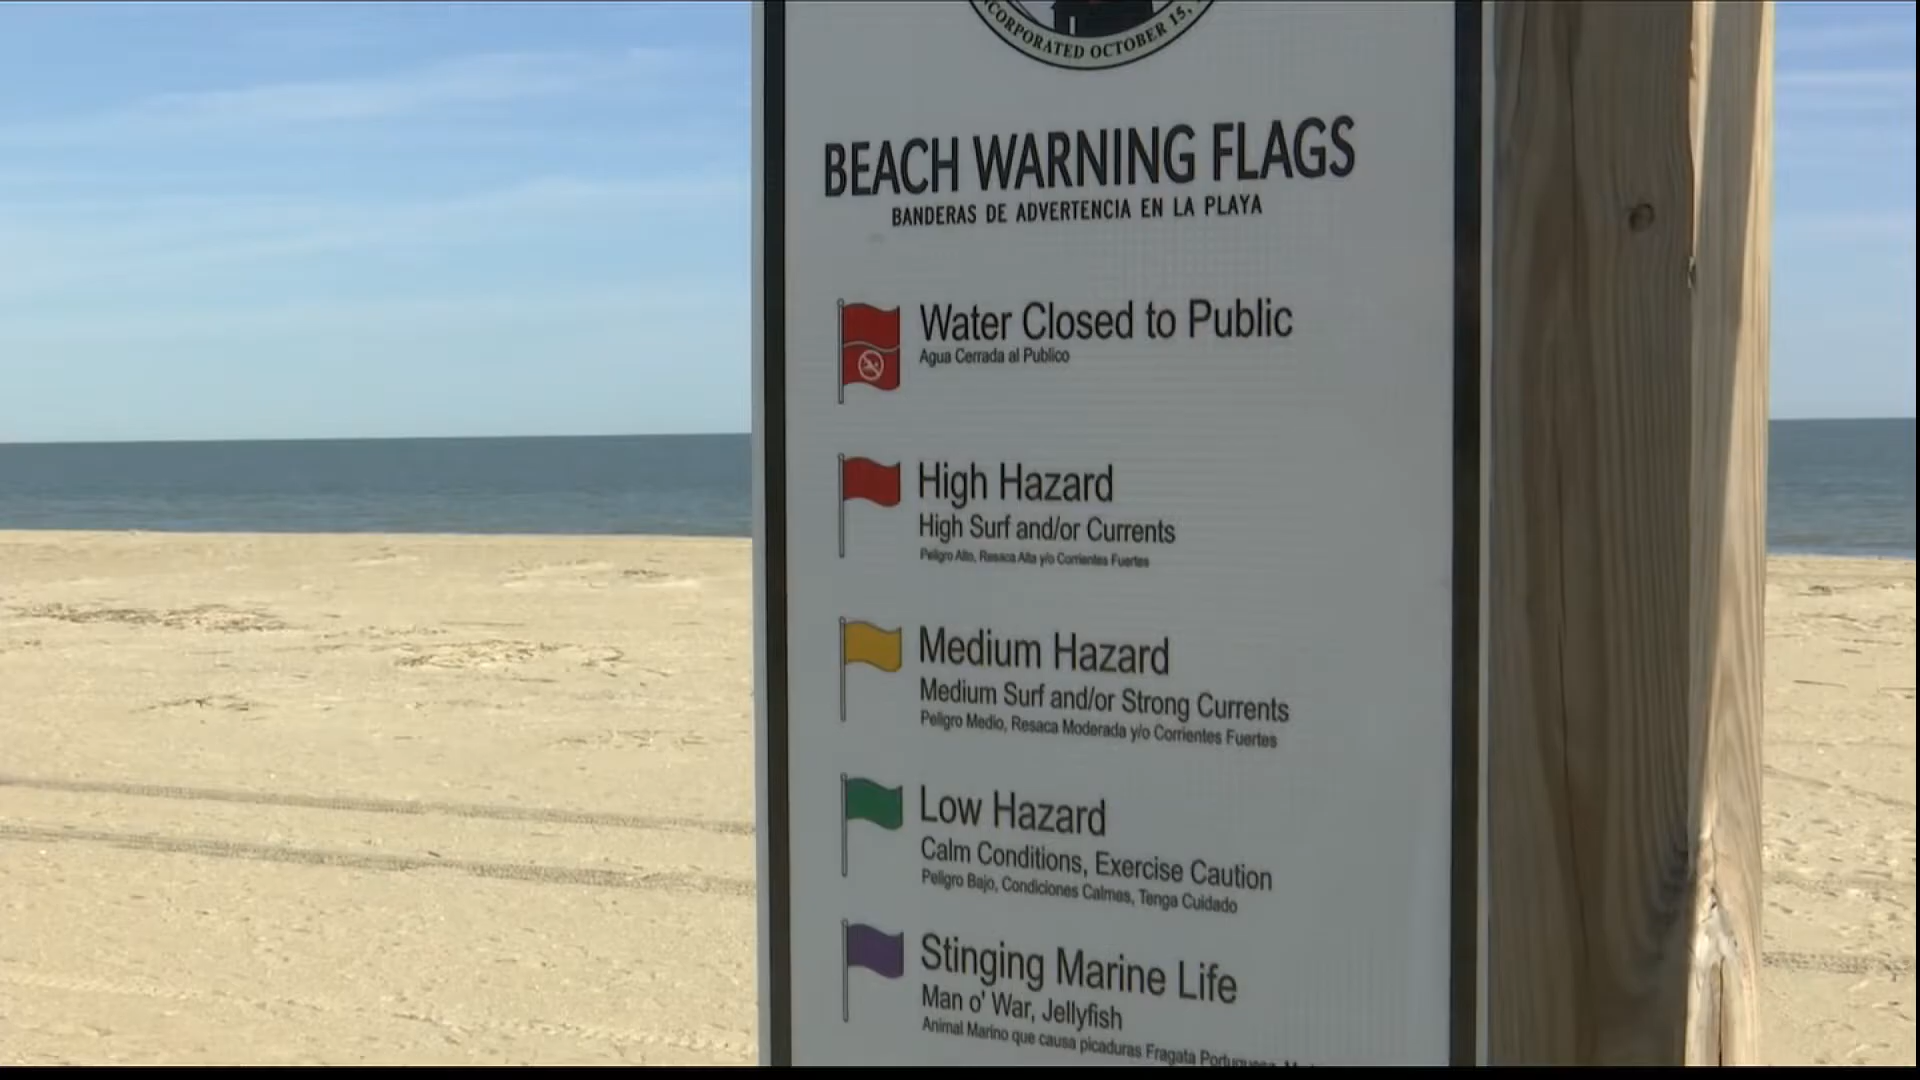 INCORPORATED OCTOBER 15,
BEACH WARNING FLAGS
BANDERAS DE ADVERTENCIA EN LA PLAYA
Water Closed to Public
Agua Cerrada al Publico
High Hazard
High Surf and/or Currents
Peligro Alto, Resaca Alta y/o Corrientes Fuertes
Medium Hazard
Medium Surf and/or Strong Currents
Peligro Medio, Resaca Moderada y/o Corrientes Fuertes
Low Hazard
Calm Conditions, Exercise Caution
Peligro Bajo, Condiciones Calmes, Tenga Cuidado
Stinging Marine Life
Man o' War, Jellyfish
Animal Marino que causa picaduras Fragata